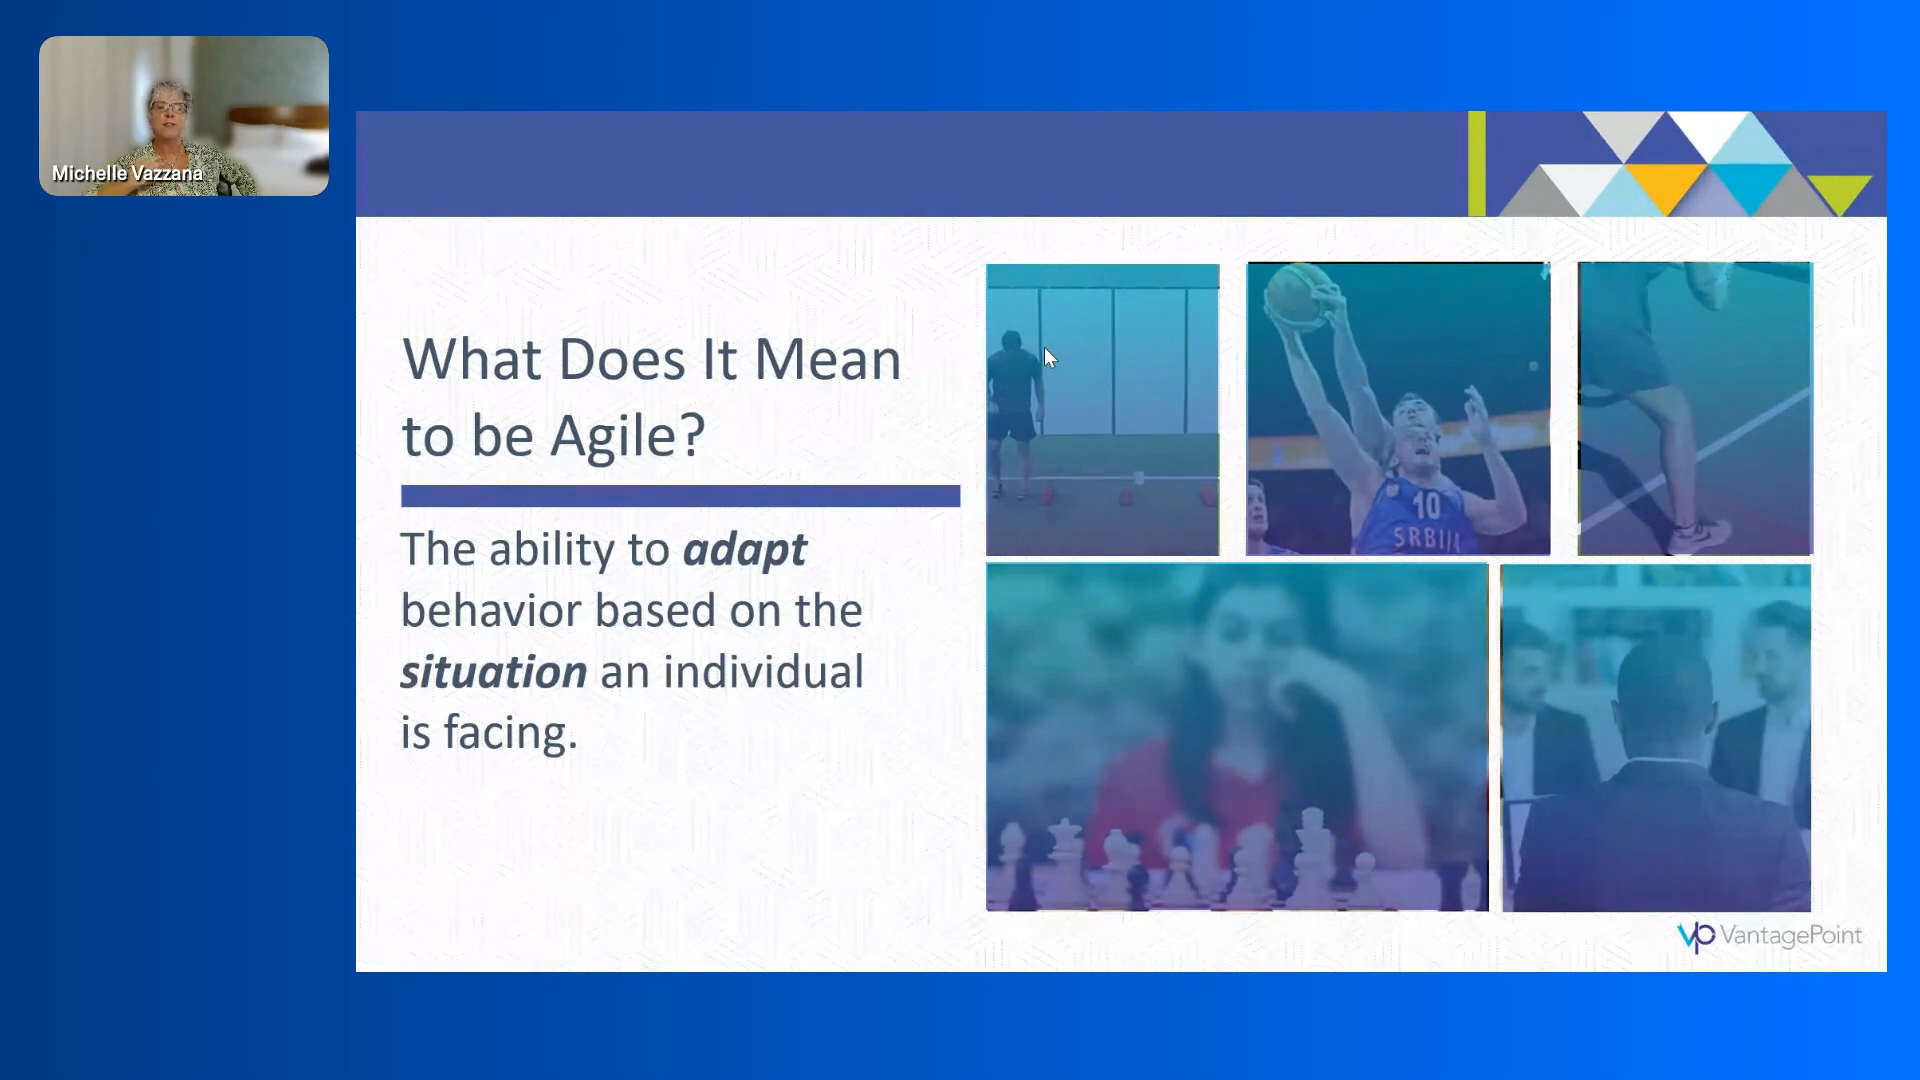 Michelle Vazzana
What Does It Mean
to be Agile?
The ability to adapt
behavior based on the
situation an individual
is facing.
10
SRBIJA
VP VantagePoint